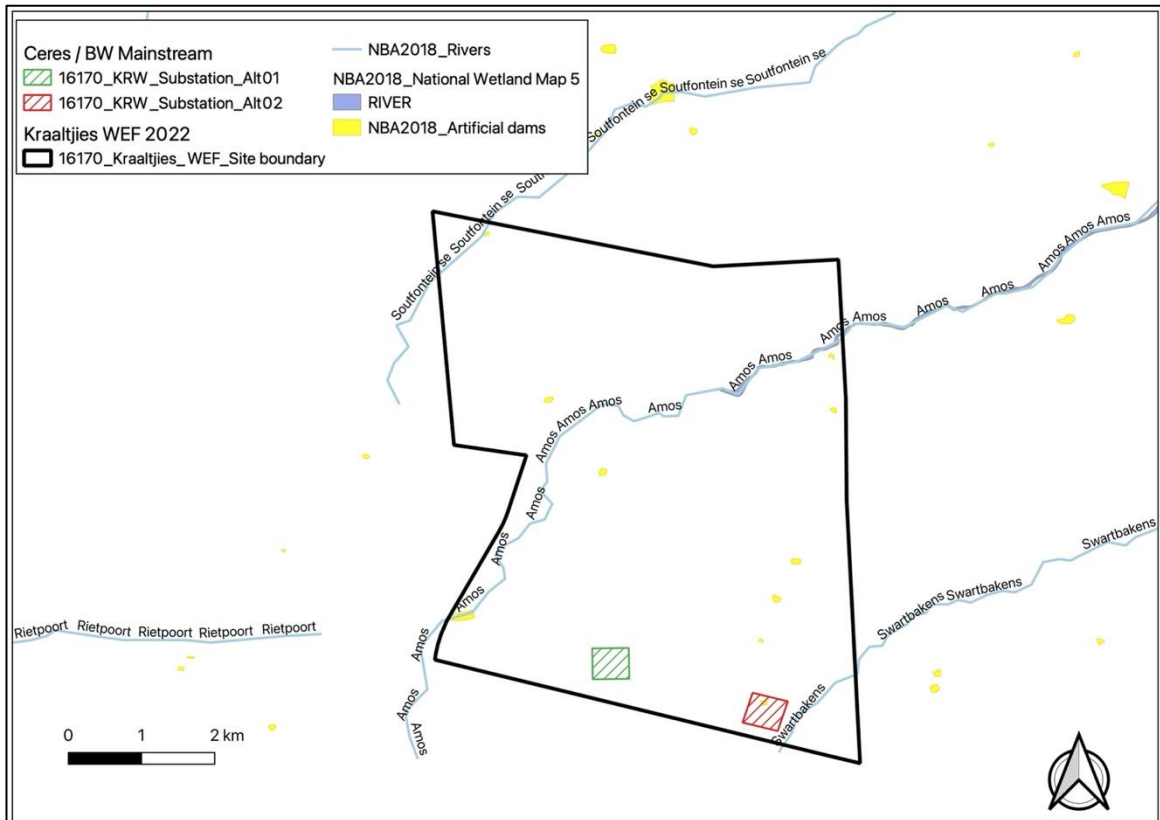 Ceres / BW Mainstream
16170_KRW_Substation_Alt01
16170_KRW_Substation_Alt02
Kraaltjies WEF 2022
16170_Kraaltjies_WEF_Site boundary
NBA2018_Rivers
NBA2018_National Wetland Map 5
RIVER
NBA2018_Artificial dams
Soutfontein se Soutfontein se Soutfontein se
Soutfontein se Soutfontein se Soutf
Amos Amos Amos
Amos
Amos
Amos Amos
Amos Amos
Amos
Amos Amos Amos
Amos
Amos
Amos
Amos
Amos
Amos
Amos
Swartbakens
Swartbakens Swartbakens
Swartbakens
Rietpoort Rietpoort Rietpoort Rietpoort Rietpoort
0 1 2 km